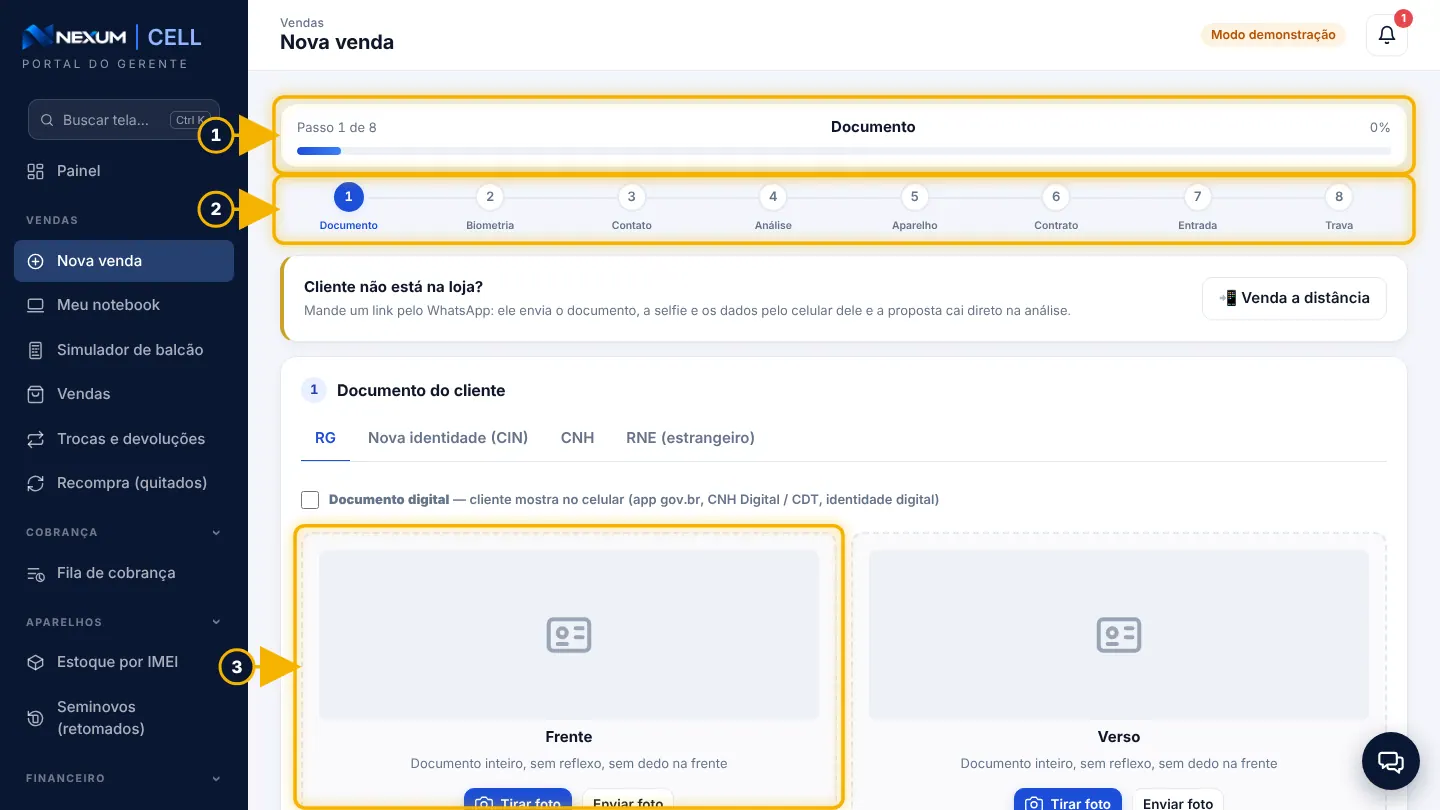 NEXUM | CELL
PORTAL DO GERENTE
Buscar tela... Ctrl K
Painel
VENDAS
Nova venda
Meu notebook
Simulador de balcão
Vendas
Trocas e devoluções
Recompra (quitados)
COBRANÇA
Fila de cobrança
APARELHOS
Estoque por IMEI
Seminovos
(retomados)
FINANCEIRO
Vendas
Nova venda
Modo demonstração
1
1
Passo 1 de 8 Documento 0%
2
1 2 3 4 5 6 7 8
Documento Biometria Contato Análise Aparelho Contrato Entrada Trava
Cliente não está na loja?
Mande um link pelo WhatsApp: ele envia o documento, a selfie e os dados pelo celular dele e a proposta cai direto na análise.
Venda a distância
1 Documento do cliente
RG Nova identidade (CIN) CNH RNE (estrangeiro)
Documento digital — cliente mostra no celular (app gov.br, CNH Digital / CDT, identidade digital)
3
Frente
Documento inteiro, sem reflexo, sem dedo na frente
Tirar foto Enviar foto
Verso
Documento inteiro, sem reflexo, sem dedo na frente
Tirar foto Enviar foto